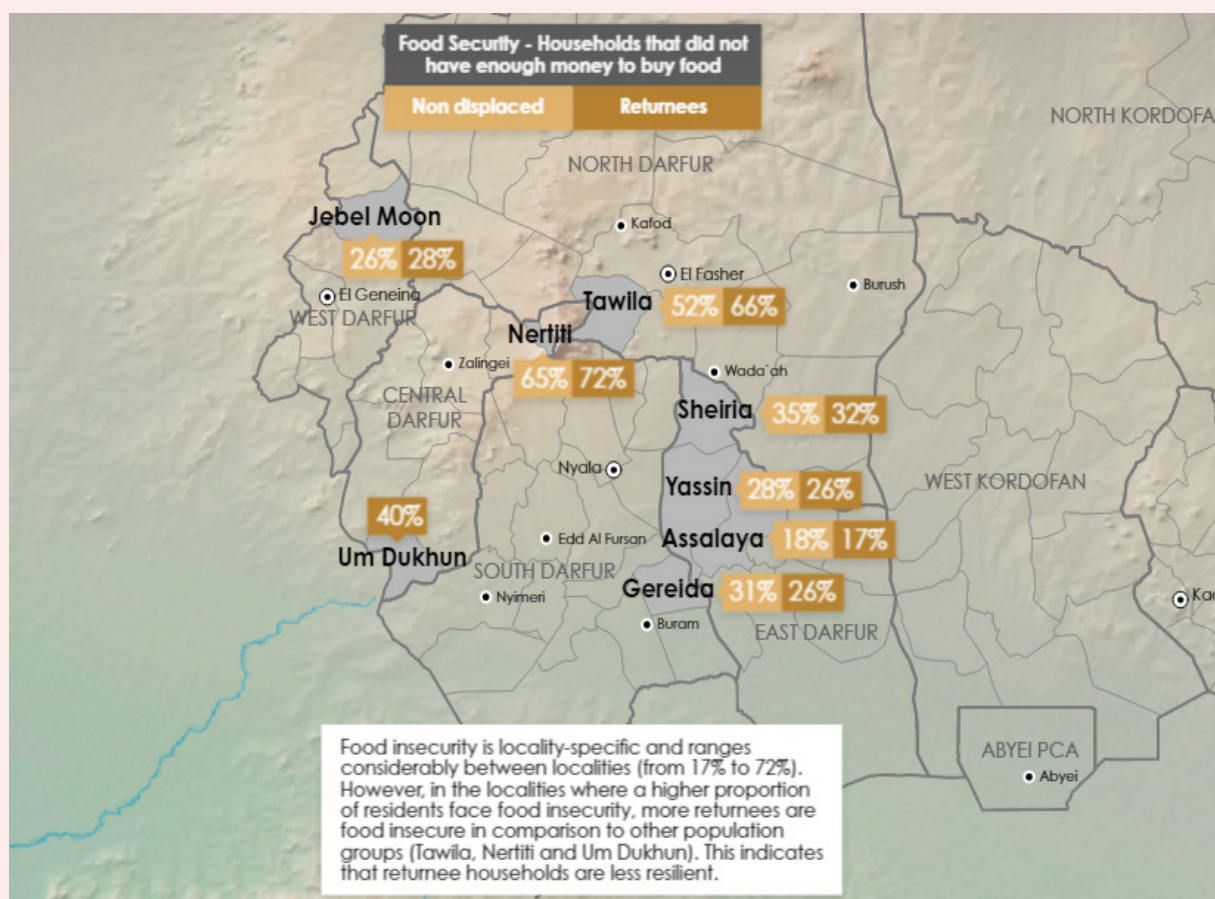 Food Security - Households that did not
have enough money to buy food
Non displaced
Returnees
NORTH KORDOFA
NORTH DARFUR
Jebel Moon
Kafod
26% 28%
El Fasher
Burush
El Geneina
WEST DARFUR
Tawila
52% 66%
Nertiti
Zalingei
65% 72%
Wada`ah
CENTRAL
DARFUR
Sheiria
35% 32%
Nyala
Yassin
28% 26%
WEST KORDOFAN
40%
Edd Al Fursan
Assalaya
18% 17%
Um Dukhun
SOUTH DARFUR
Gereida
31% 26%
Nyimeri
Buram
EAST DARFUR
Kad
Food insecurity is locality-specific and ranges
considerably between localities (from 17% to 72%).
However, in the localities where a higher proportion
of residents face food insecurity, more returnees are
food insecure in comparison to other population
groups (Tawila, Nertiti and Um Dukhun). This indicates
that returnee households are less resilient.
ABYEI PCA
Abyei